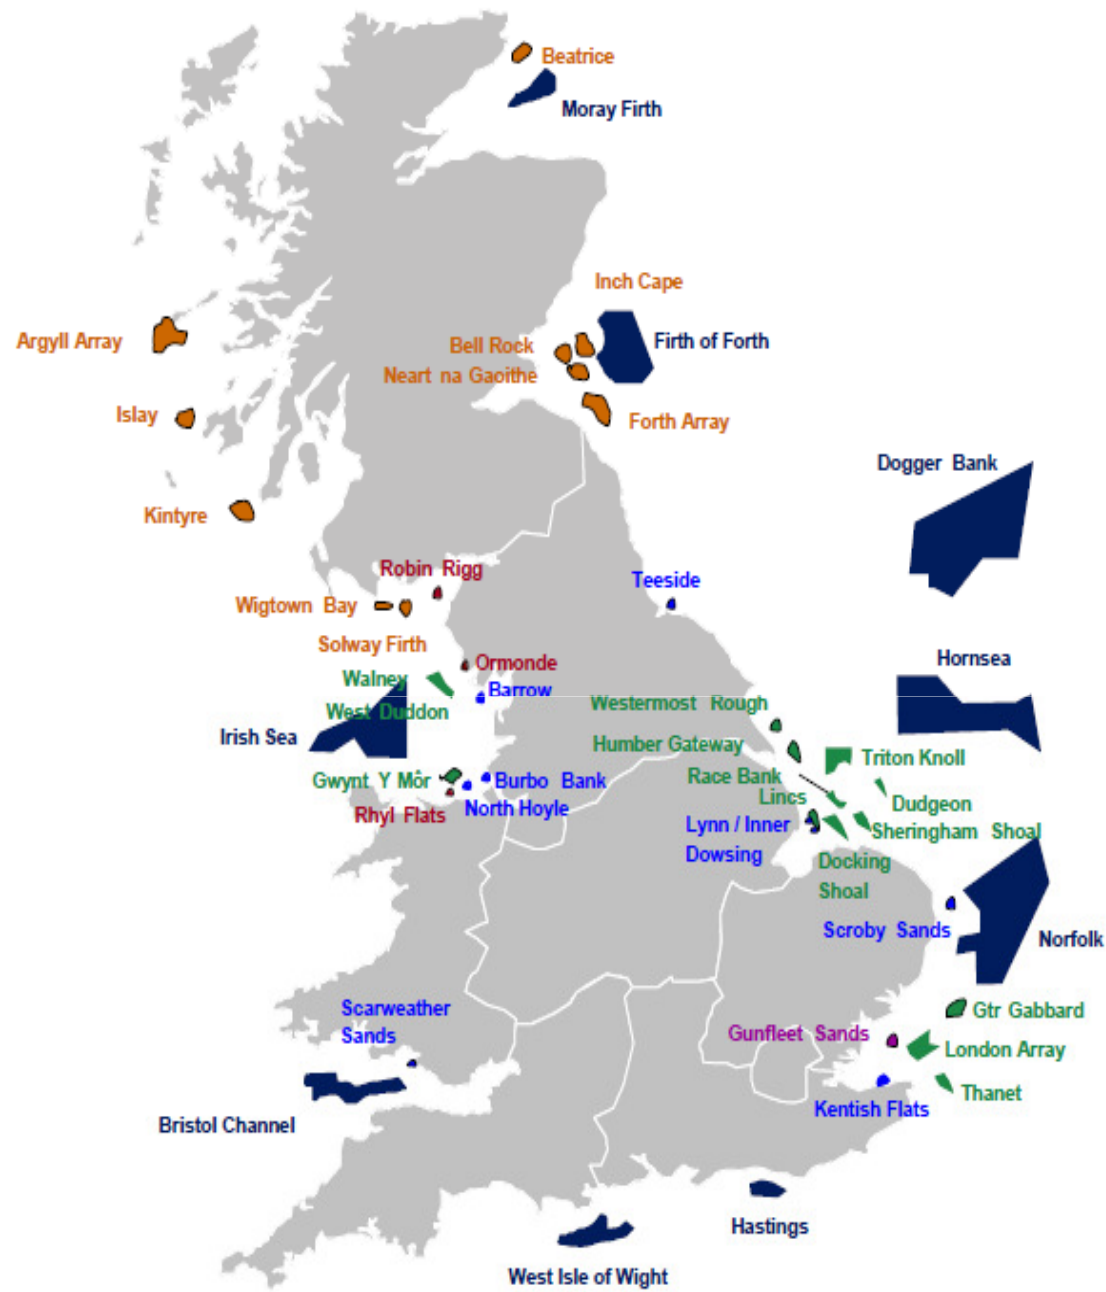 Beatrice
Moray Firth
Inch Cape
Argyll Array
Bell Rock
Firth of Forth
Neart na Gaoithe
Islay
Forth Array
Dogger Bank
Kintyre
Robin Rigg
Teeside
Wigtown Bay
Solway Firth
Hornsea
Ormonde
Walney
Barrow
Westermost Rough
West Duddon
Irish Sea
Humber Gateway
Triton Knoll
Race Bank
Gwynt Y Môr
Burbo Bank
Lincs
Dudgeon
North Hoyle
Rhyl Flats
Lynn / Inner
Dowsing
Sheringham Shoal
Docking
Shoal
Scroby Sands
Norfolk
Scarweather
Sands
Gtr Gabbard
Gunfleet Sands
London Array
Thanet
Kentish Flats
Bristol Channel
Hastings
West Isle of Wight